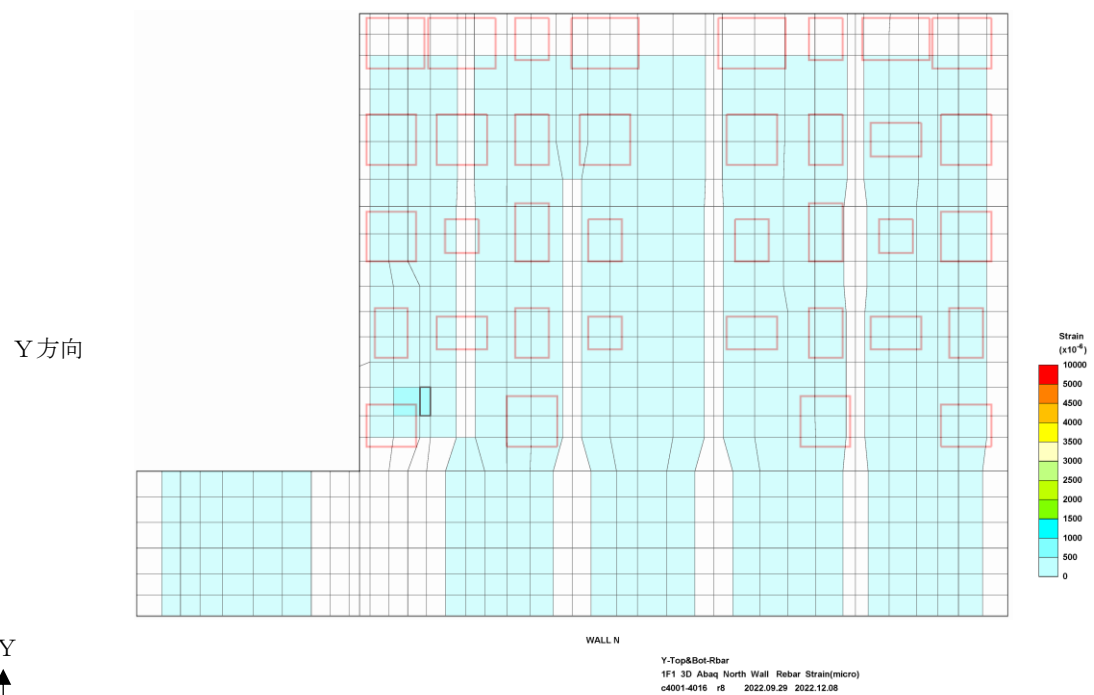 Y方向
Strain
(x10⁻⁶)
10000
5000
4500
4000
3500
3000
2500
2000
1500
1000
500
0
WALL N
Y
Y-Top&Bot-Rbar
1F1 3D Abaq North Wall Rebar Strain(micro)
c4001-4016 r8 2022.09.29 2022.12.08